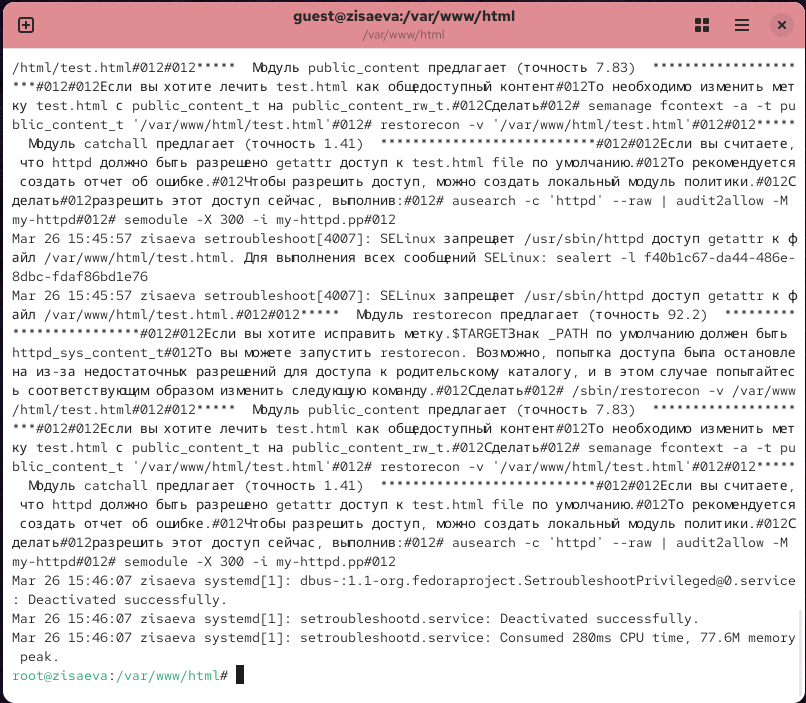 guest@zisaeva:/var/www/html
/var/www/html
/html/test.html#012#012*****  Модуль public_content предлагает (точность 7.83)  ******************
***#012#012Если вы хотите лечить test.html как общедоступный контент#012То необходимо изменить мет
ку test.html с public_content_t на public_content_rw_t.#012Сделать#012# semanage fcontext -a -t pu
blic_content_t '/var/www/html/test.html'#012# restorecon -v '/var/www/html/test.html'#012#012*****
  Модуль catchall предлагает (точность 1.41)  **************************#012#012Если вы считаете,
 что httpd должно быть разрешено getattr доступ к test.html file по умолчанию.#012То рекомендуется
 создать отчет об ошибке.#012Чтобы разрешить доступ, можно создать локальный модуль политики.#012С
делать#012разрешить этот доступ сейчас, выполнив:#012# ausearch -c 'httpd' --raw | audit2allow -M
my-httpd#012# semodule -X 300 -i my-httpd.pp#012
Mar 26 15:45:57 zisaeva setroubleshoot[4007]: SELinux запрещает /usr/sbin/httpd доступ getattr к ф
айл /var/www/html/test.html. Для выполнения всех сообщений SELinux: sealert -l f40b1c67-da44-486e-
8dbc-fdaf86bd1e76
Mar 26 15:45:57 zisaeva setroubleshoot[4007]: SELinux запрещает /usr/sbin/httpd доступ getattr к ф
айл /var/www/html/test.html.#012#012*****  Модуль restorecon предлагает (точность 92.2)  *********
****************#012#012Если вы хотите исправить метку.$TARGETЗнак _PATH по умолчанию должен быть
httpd_sys_content_t#012То вы можете запустить restorecon. Возможно, попытка доступа была остановле
на из-за недостаточных разрешений для доступа к родительскому каталогу, и в этом случае попытайтес
ь соответствующим образом изменить следующую команду.#012Сделать#012# /sbin/restorecon -v /var/www
/html/test.html#012#012*****  Модуль public_content предлагает (точность 7.83)  ******************
***#012#012Если вы хотите лечить test.html как общедоступный контент#012То необходимо изменить мет
ку test.html с public_content_t на public_content_rw_t.#012Сделать#012# semanage fcontext -a -t pu
blic_content_t '/var/www/html/test.html'#012# restorecon -v '/var/www/html/test.html'#012#012*****
  Модуль catchall предлагает (точность 1.41)  **************************#012#012Если вы считаете,
 что httpd должно быть разрешено getattr доступ к test.html file по умолчанию.#012То рекомендуется
 создать отчет об ошибке.#012Чтобы разрешить доступ, можно создать локальный модуль политики.#012С
делать#012разрешить этот доступ сейчас, выполнив:#012# ausearch -c 'httpd' --raw | audit2allow -M
my-httpd#012# semodule -X 300 -i my-httpd.pp#012
Mar 26 15:46:07 zisaeva systemd[1]: dbus-:1.1-org.fedoraproject.SetroubleshootPrivileged@0.service
: Deactivated successfully.
Mar 26 15:46:07 zisaeva systemd[1]: setroubleshootd.service: Deactivated successfully.
Mar 26 15:46:07 zisaeva systemd[1]: setroubleshootd.service: Consumed 280ms CPU time, 77.6M memory
 peak.
root@zisaeva:/var/www/html#